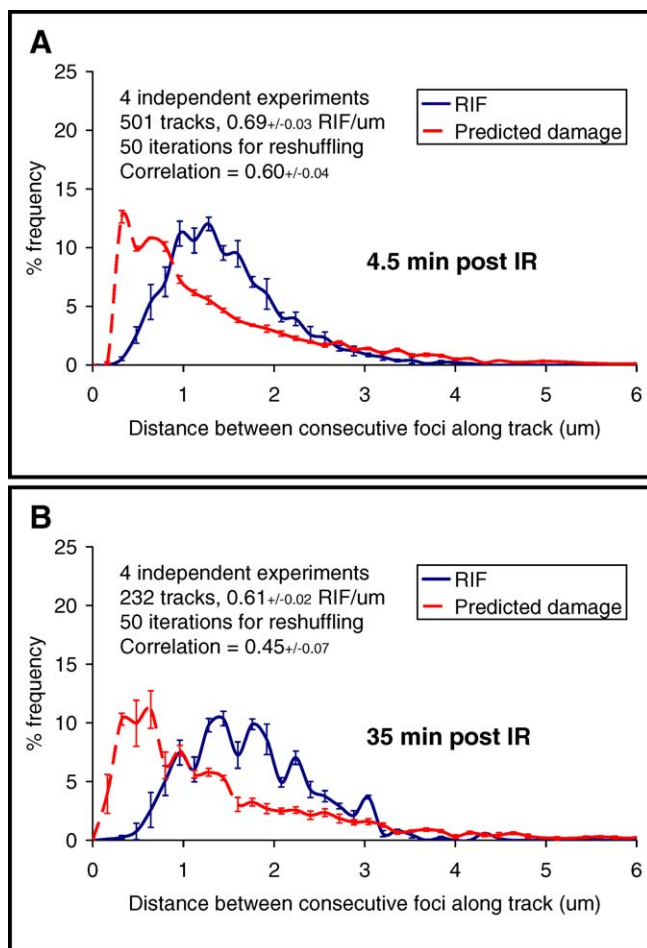 A
25
20
15
10
5
0
% frequency
4 independent experiments
501 tracks, 0.69+/-0.03 RIF/um
50 iterations for reshuffling
Correlation = 0.60+/-0.04
RIF
Predicted damage
4.5 min post IR
0 1 2 3 4 5 6
Distance between consecutive foci along track (um)
B
25
20
15
10
5
0
% frequency
4 independent experiments
232 tracks, 0.61+/-0.02 RIF/um
50 iterations for reshuffling
Correlation = 0.45+/-0.07
RIF
Predicted damage
35 min post IR
0 1 2 3 4 5 6
Distance between consecutive foci along track (um)